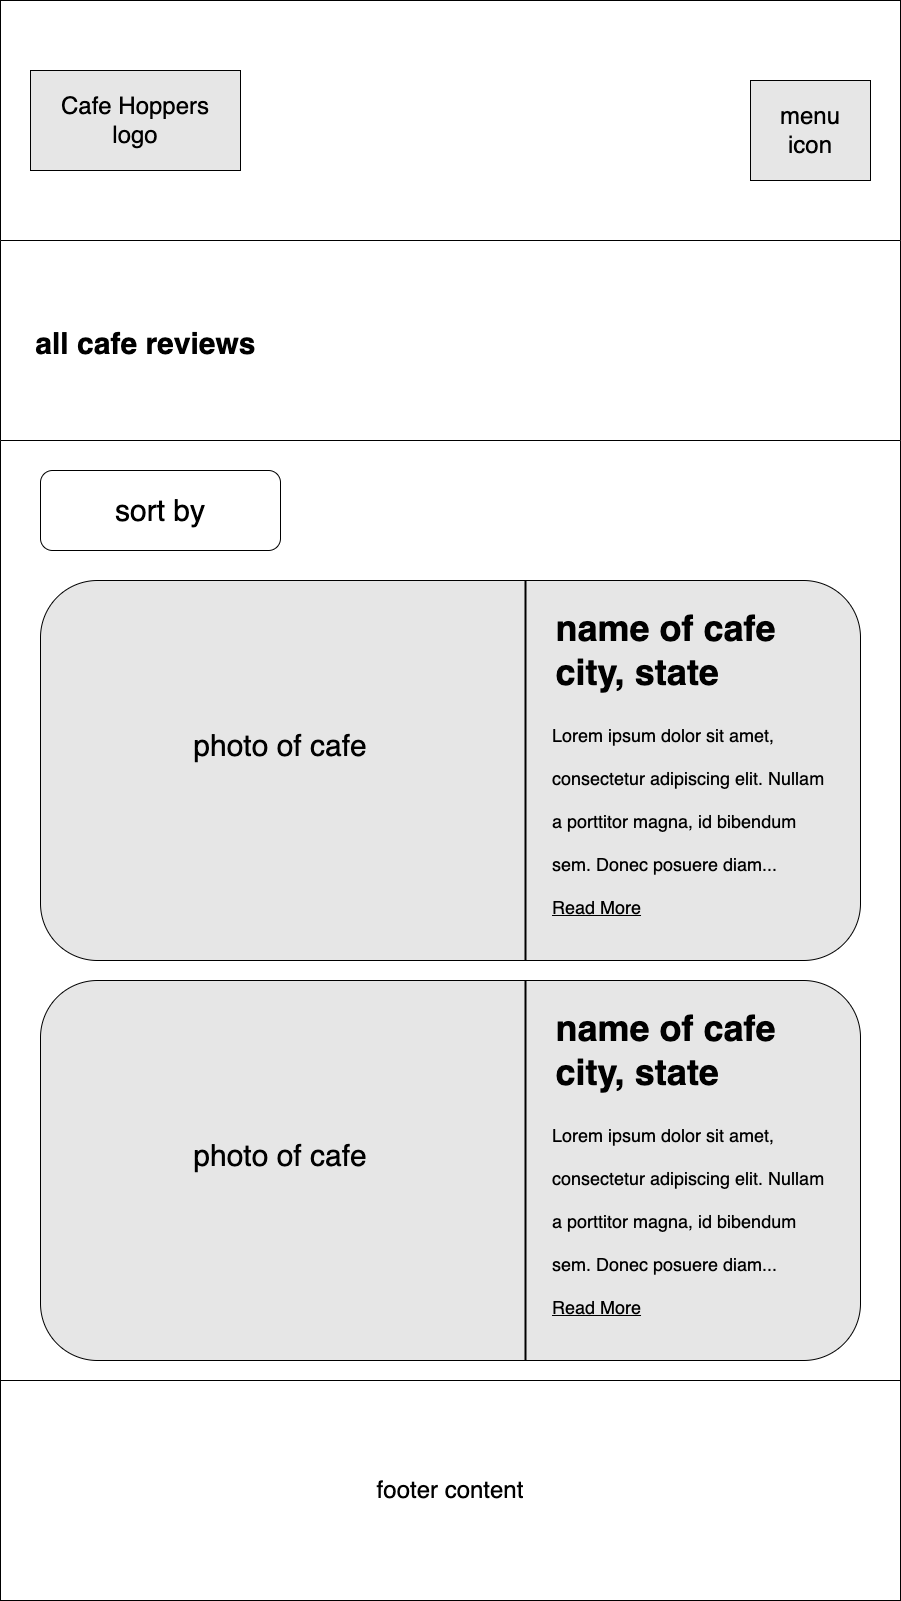 Cafe Hoppers
logo
menu
icon
all cafe reviews
sort by
photo of cafe
name of cafe
city, state
Lorem ipsum dolor sit amet,
consectetur adipiscing elit. Nullam
a porttitor magna, id bibendum
sem. Donec posuere diam...
Read More
photo of cafe
name of cafe
city, state
Lorem ipsum dolor sit amet,
consectetur adipiscing elit. Nullam
a porttitor magna, id bibendum
sem. Donec posuere diam...
Read More
footer content